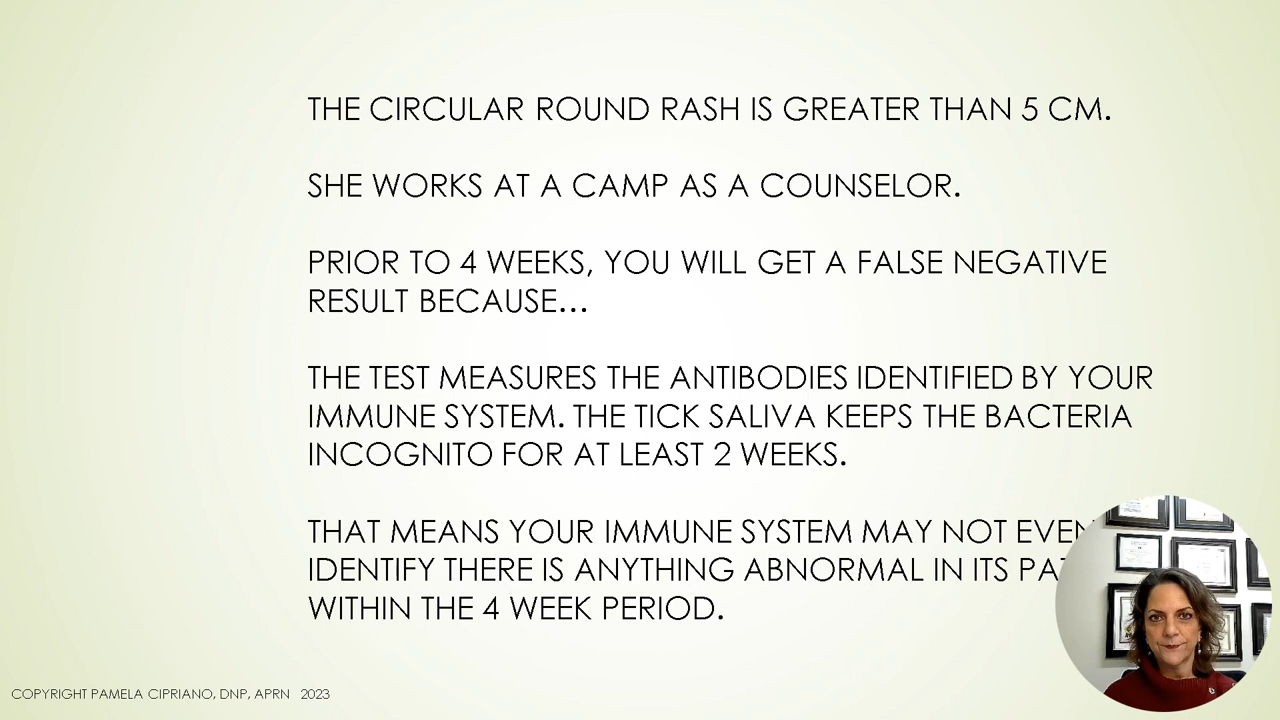 THE CIRCULAR ROUND RASH IS GREATER THAN 5 CM.
SHE WORKS AT A CAMP AS A COUNSELOR.
PRIOR TO 4 WEEKS, YOU WILL GET A FALSE NEGATIVE
RESULT BECAUSE…
THE TEST MEASURES THE ANTIBODIES IDENTIFIED BY YOUR
IMMUNE SYSTEM. THE TICK SALIVA KEEPS THE BACTERIA
INCOGNITO FOR AT LEAST 2 WEEKS.
THAT MEANS YOUR IMMUNE SYSTEM MAY NOT EVEN
IDENTIFY THERE IS ANYTHING ABNORMAL IN ITS
WITHIN THE 4 WEEK PERIOD.
COPYRIGHT PAMELA CIPRIANO, DNP, APRN 2023